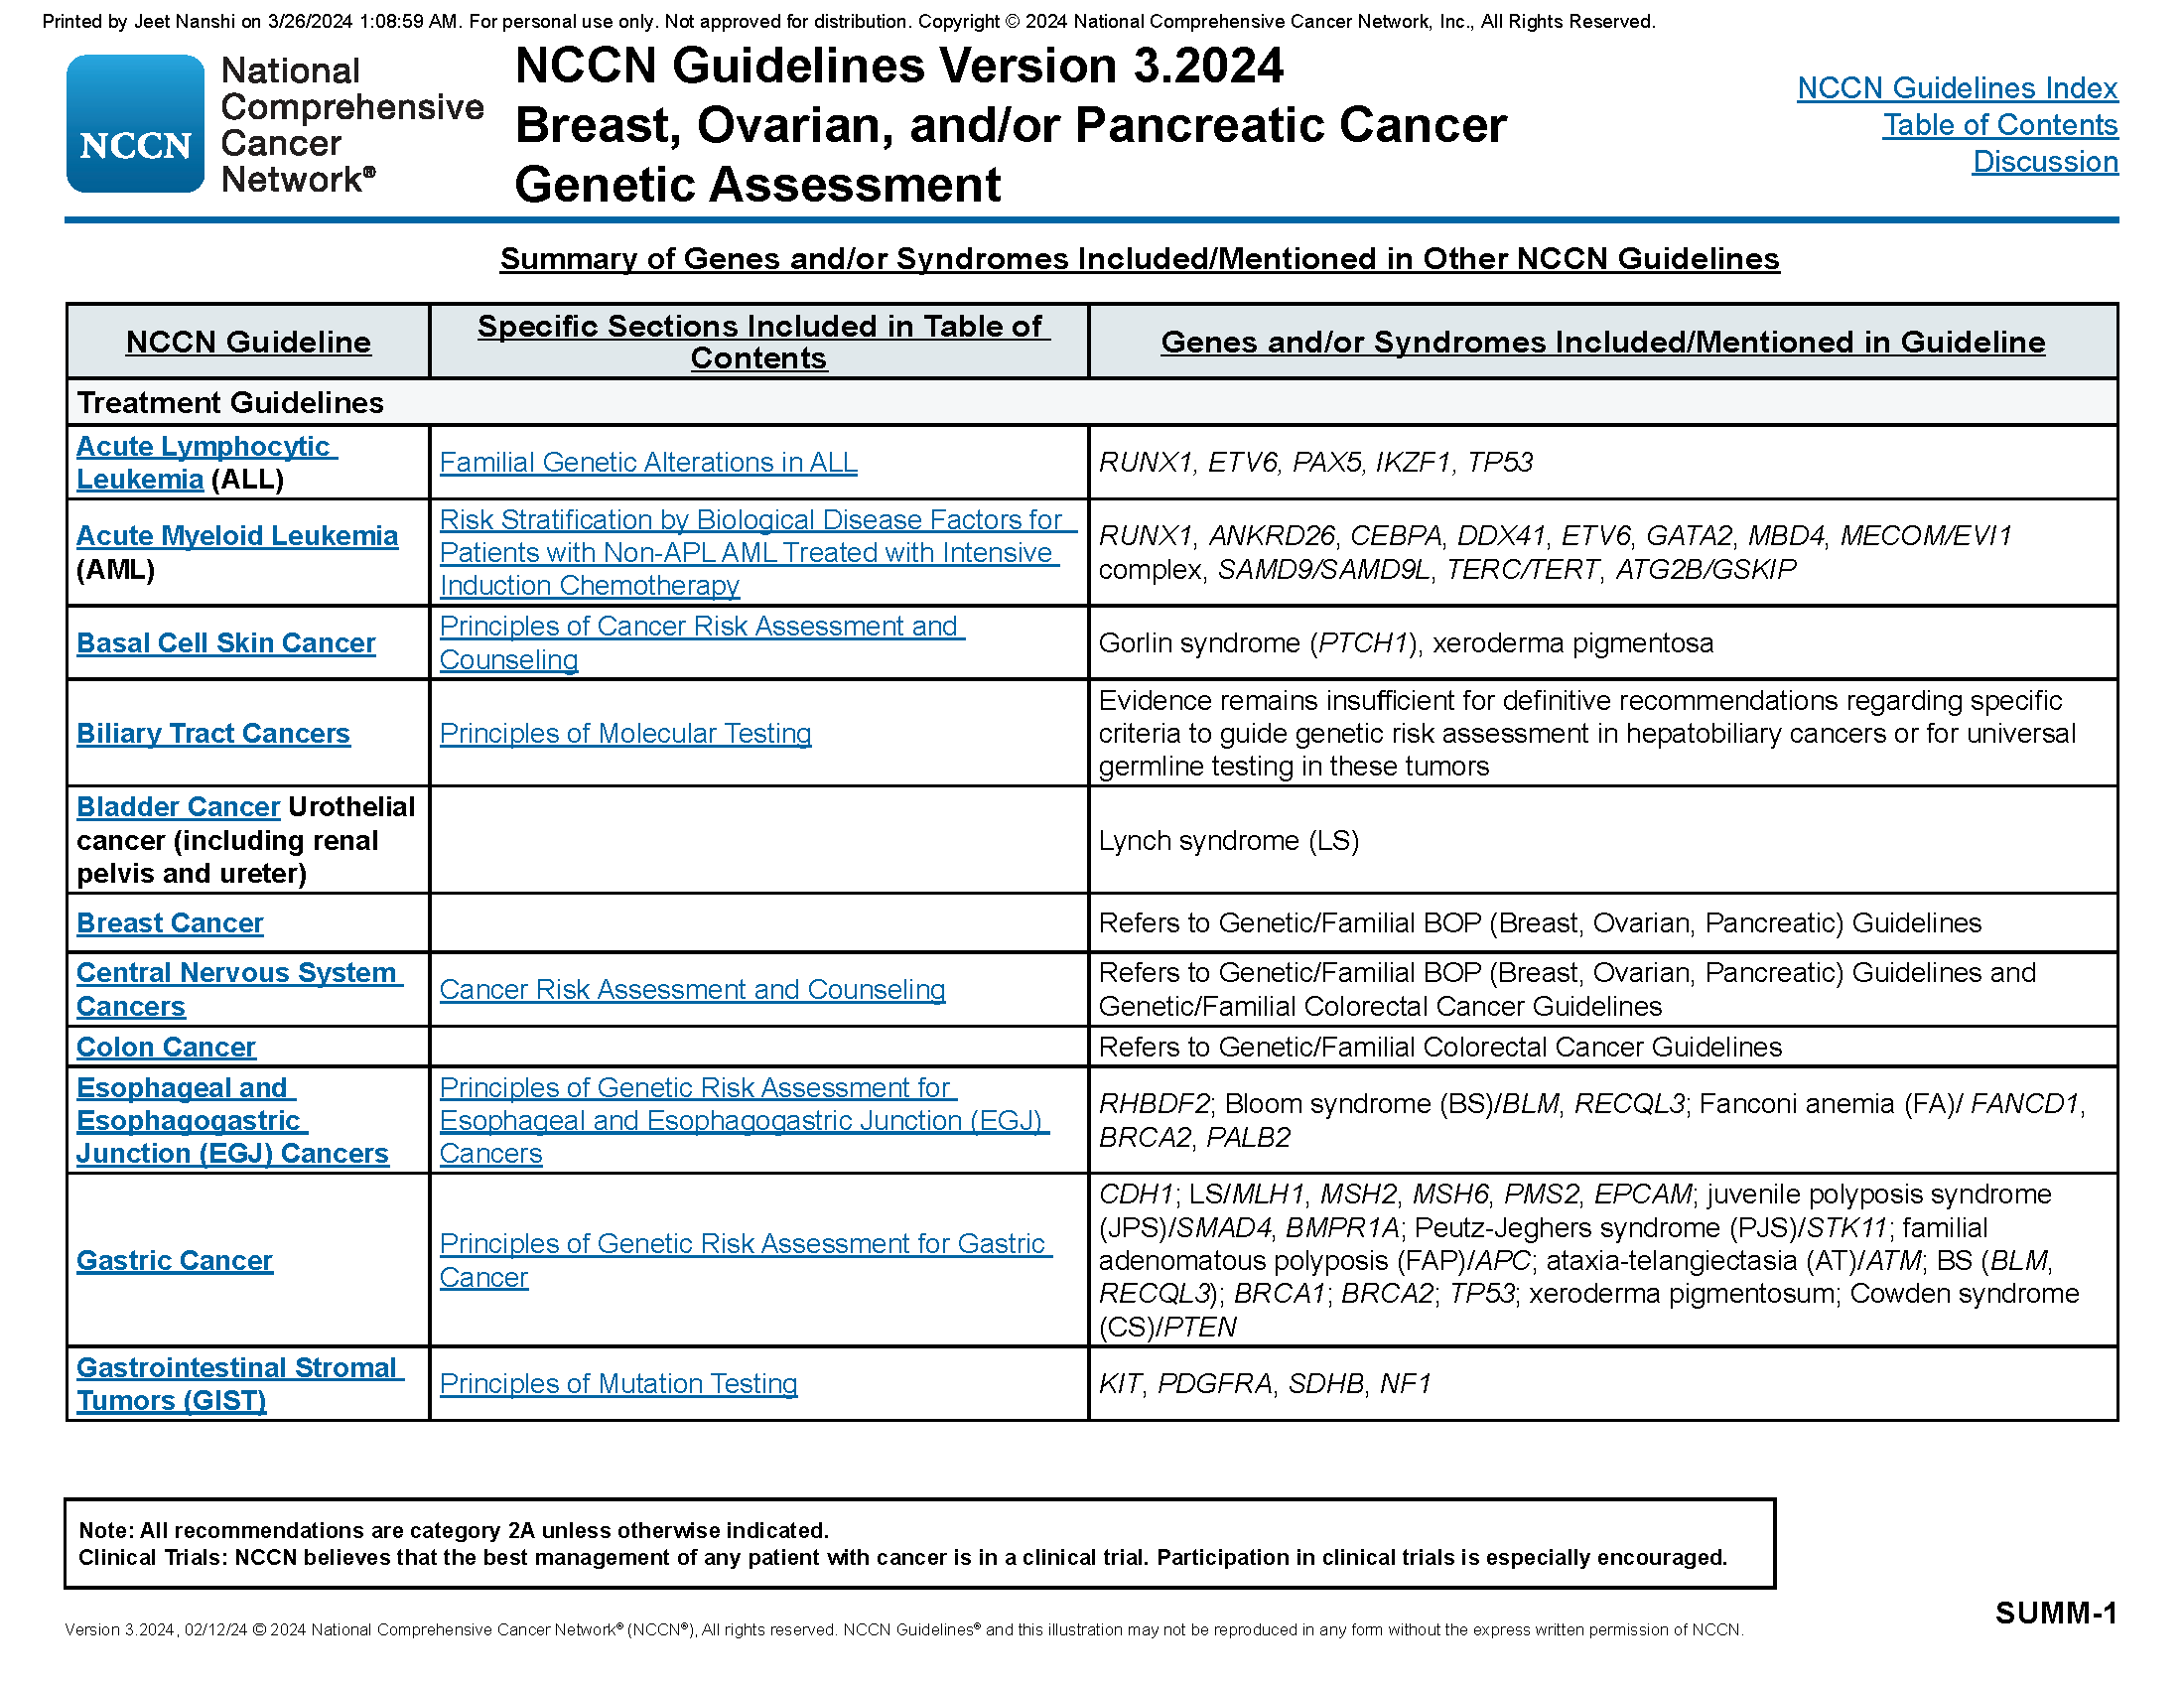 Printed by Jeet Nanshi on 3/26/2024 1:08:59 AM. For personal use only. Not approved for distribution. Copyright © 2024 National Comprehensive Cancer Network, Inc., All Rights Reserved.
NCCN
National
Comprehensive
Cancer
Network®
NCCN Guidelines Version 3.2024
Breast, Ovarian, and/or Pancreatic Cancer
Genetic Assessment
NCCN Guidelines Index
Table of Contents
Discussion
Summary of Genes and/or Syndromes Included/Mentioned in Other NCCN Guidelines
NCCN Guideline
Specific Sections Included in Table of
Contents
Genes and/or Syndromes Included/Mentioned in Guideline
Treatment Guidelines
Acute Lymphocytic
Leukemia (ALL)
Familial Genetic Alterations in ALL
RUNX1, ETV6, PAX5, IKZF1, TP53
Acute Myeloid Leukemia
(AML)
Risk Stratification by Biological Disease Factors for
Patients with Non-APL AML Treated with Intensive
Induction Chemotherapy
RUNX1, ANKRD26, CEBPA, DDX41, ETV6, GATA2, MBD4, MECOM/EVI1
complex, SAMD9/SAMD9L, TERC/TERT, ATG2B/GSKIP
Basal Cell Skin Cancer
Principles of Cancer Risk Assessment and
Counseling
Gorlin syndrome (PTCH1), xeroderma pigmentosa
Biliary Tract Cancers
Principles of Molecular Testing
Evidence remains insufficient for definitive recommendations regarding specific
criteria to guide genetic risk assessment in hepatobiliary cancers or for universal
germline testing in these tumors
Bladder Cancer Urothelial
cancer (including renal
pelvis and ureter)
Lynch syndrome (LS)
Breast Cancer
Refers to Genetic/Familial BOP (Breast, Ovarian, Pancreatic) Guidelines
Central Nervous System
Cancers
Cancer Risk Assessment and Counseling
Refers to Genetic/Familial BOP (Breast, Ovarian, Pancreatic) Guidelines and
Genetic/Familial Colorectal Cancer Guidelines
Colon Cancer
Refers to Genetic/Familial Colorectal Cancer Guidelines
Esophageal and
Esophagogastric
Junction (EGJ) Cancers
Principles of Genetic Risk Assessment for
Esophageal and Esophagogastric Junction (EGJ)
Cancers
RHBDF2; Bloom syndrome (BS)/BLM, RECQL3; Fanconi anemia (FA)/ FANCD1,
BRCA2, PALB2
Gastric Cancer
Principles of Genetic Risk Assessment for Gastric
Cancer
CDH1; LS/MLH1, MSH2, MSH6, PMS2, EPCAM; juvenile polyposis syndrome
(JPS)/SMAD4, BMPR1A; Peutz-Jeghers syndrome (PJS)/STK11; familial
adenomatous polyposis (FAP)/APC; ataxia-telangiectasia (AT)/ATM; BS (BLM,
RECQL3); BRCA1; BRCA2; TP53; xeroderma pigmentosum; Cowden syndrome
(CS)/PTEN
Gastrointestinal Stromal
Tumors (GIST)
Principles of Mutation Testing
KIT, PDGFRA, SDHB, NF1
Note: All recommendations are category 2A unless otherwise indicated.
Clinical Trials: NCCN believes that the best management of any patient with cancer is in a clinical trial. Participation in clinical trials is especially encouraged.
SUMM-1
Version 3.2024, 02/12/24 © 2024 National Comprehensive Cancer Network® (NCCN®), All rights reserved. NCCN Guidelines® and this illustration may not be reproduced in any form without the express written permission of NCCN.